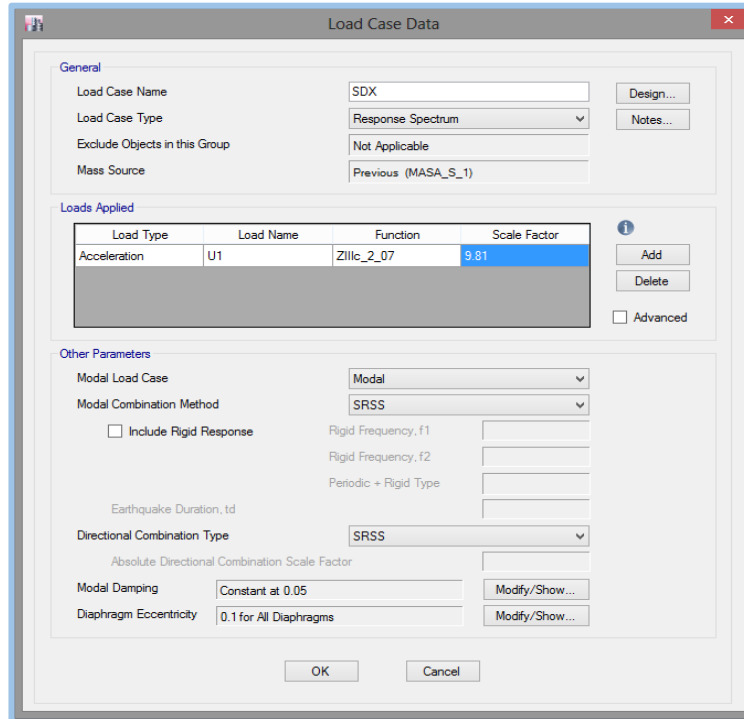 Load Case Data
General
Load Case Name SDX Design...
Load Case Type Response Spectrum Notes...
Exclude Objects in this Group Not Applicable
Mass Source Previous (MASA_S_1)
Loads Applied
Load Type Load Name Function Scale Factor
Acceleration U1 ZIIIc_2_07 9.81 Add
Delete
Advanced
Other Parameters
Modal Load Case Modal
Modal Combination Method SRSS
Include Rigid Response Rigid Frequency, f1
Rigid Frequency, f2
Periodic + Rigid Type
Earthquake Duration, td
Directional Combination Type SRSS
Absolute Directional Combination Scale Factor
Modal Damping Constant at 0.05 Modify/Show...
Diaphragm Eccentricity 0.1 for All Diaphragms Modify/Show...
OK Cancel